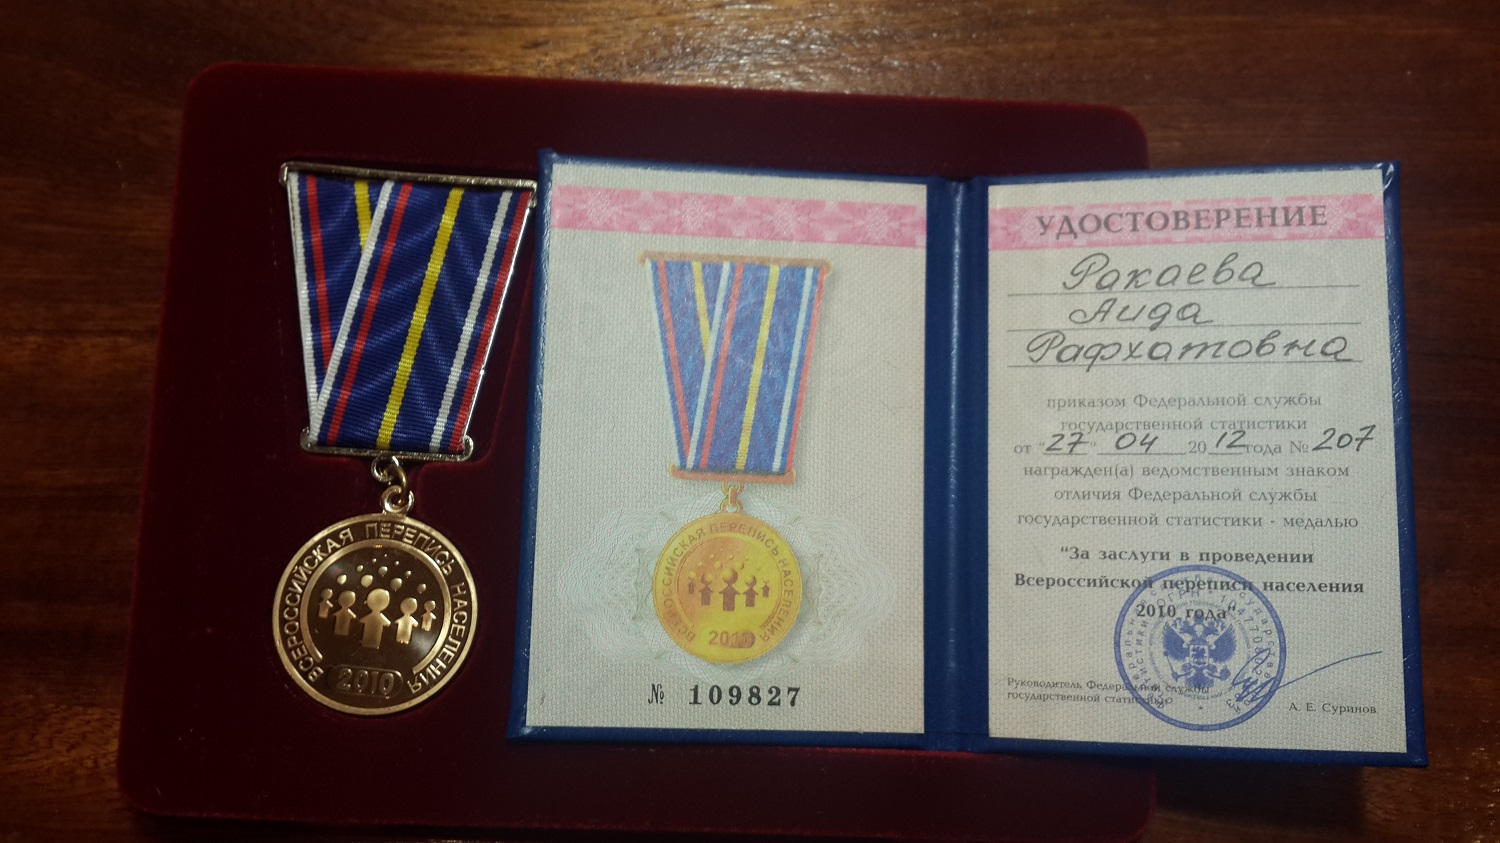 ВСЕРОССИЙСКАЯ ПЕРЕПИСЬ НАСЕЛЕНИЯ
2010
ВСЕРОССИЙСКАЯ ПЕРЕПИСЬ НАСЕЛЕНИЯ
2010
№ 109827
УДОСТОВЕРЕНИЕ
Ракаева
Аида
Рафхатовна
приказом Федеральной службы
государственной статистики
от "27" 04 2012 года № 207
награжден(а) ведомственным знаком
отличия Федеральной службы
государственной статистики - медалью
"За заслуги в проведении
Всероссийской переписи населения
2010 года"
Руководитель Федеральной службы
государственной статистики
А. Е. Суринов